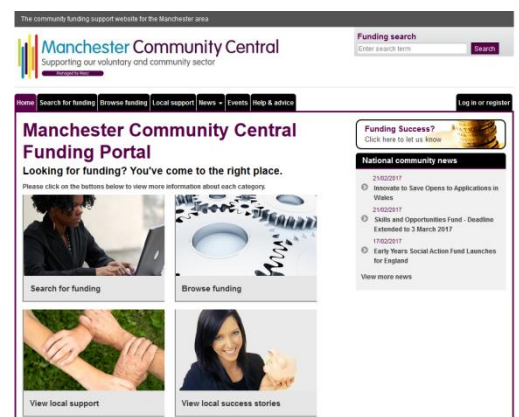 The community funding support website for the Manchester area
Manchester Community Central
Supporting our voluntary and community sector
Managed by Macc
Funding search
Enter search term
Search
Home Search for funding Browse funding Local support News Events Help & advice Log in or register
Manchester Community Central
Funding Portal
Looking for funding? You've come to the right place.
Please click on the buttons below to view more information about each category.
Search for funding
Browse funding
View local support
View local success stories
Funding Success?
Click here to let us know
National community news
21/02/2017
Innovate to Save Opens to Applications in
Wales
21/02/2017
Skills and Opportunities Fund - Deadline
Extended to 3 March 2017
17/02/2017
Early Years Social Action Fund Launches
for England
View more news